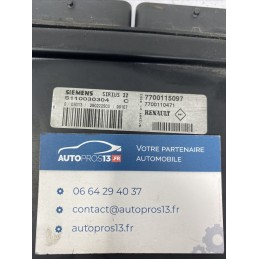 SIEMENS SIRIUS 32
S110030304 C
7700115097
7700110471
RENAULT
AUTOPROS13.FR
VOTRE PARTENAIRE
AUTOMOBILE
06 64 29 40 37
contact@autopros13.fr
autopros13.fr